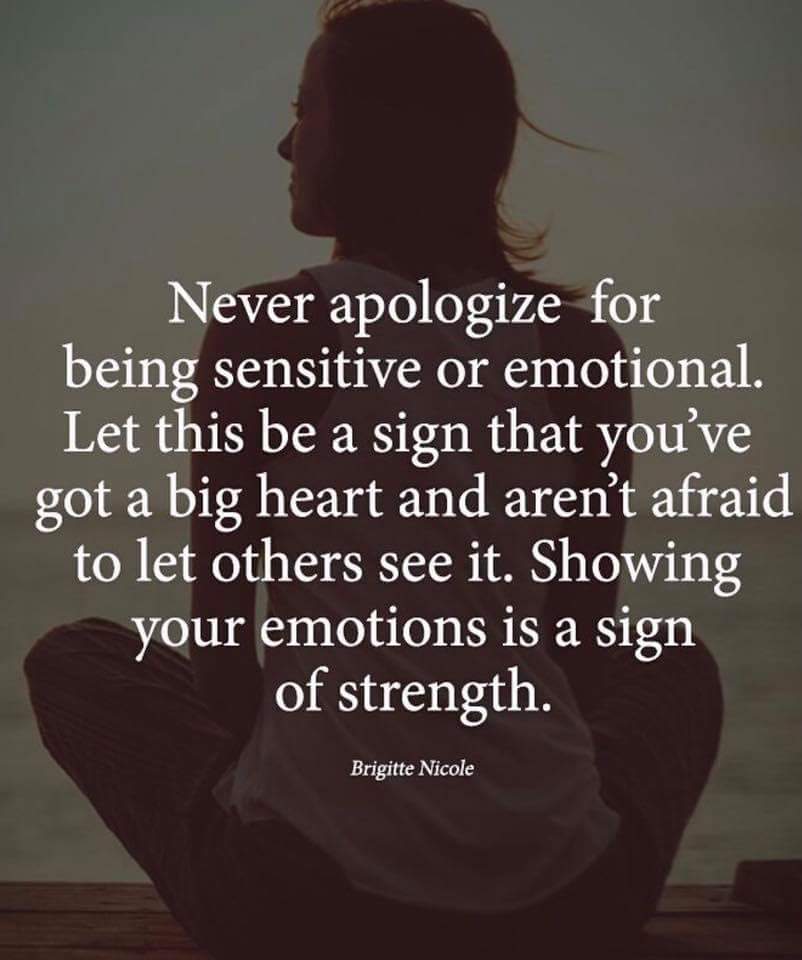 Never apologize for
being sensitive or emotional.
Let this be a sign that you’ve
got a big heart and aren’t afraid
to let others see it. Showing
your emotions is a sign
of strength.
Brigitte Nicole